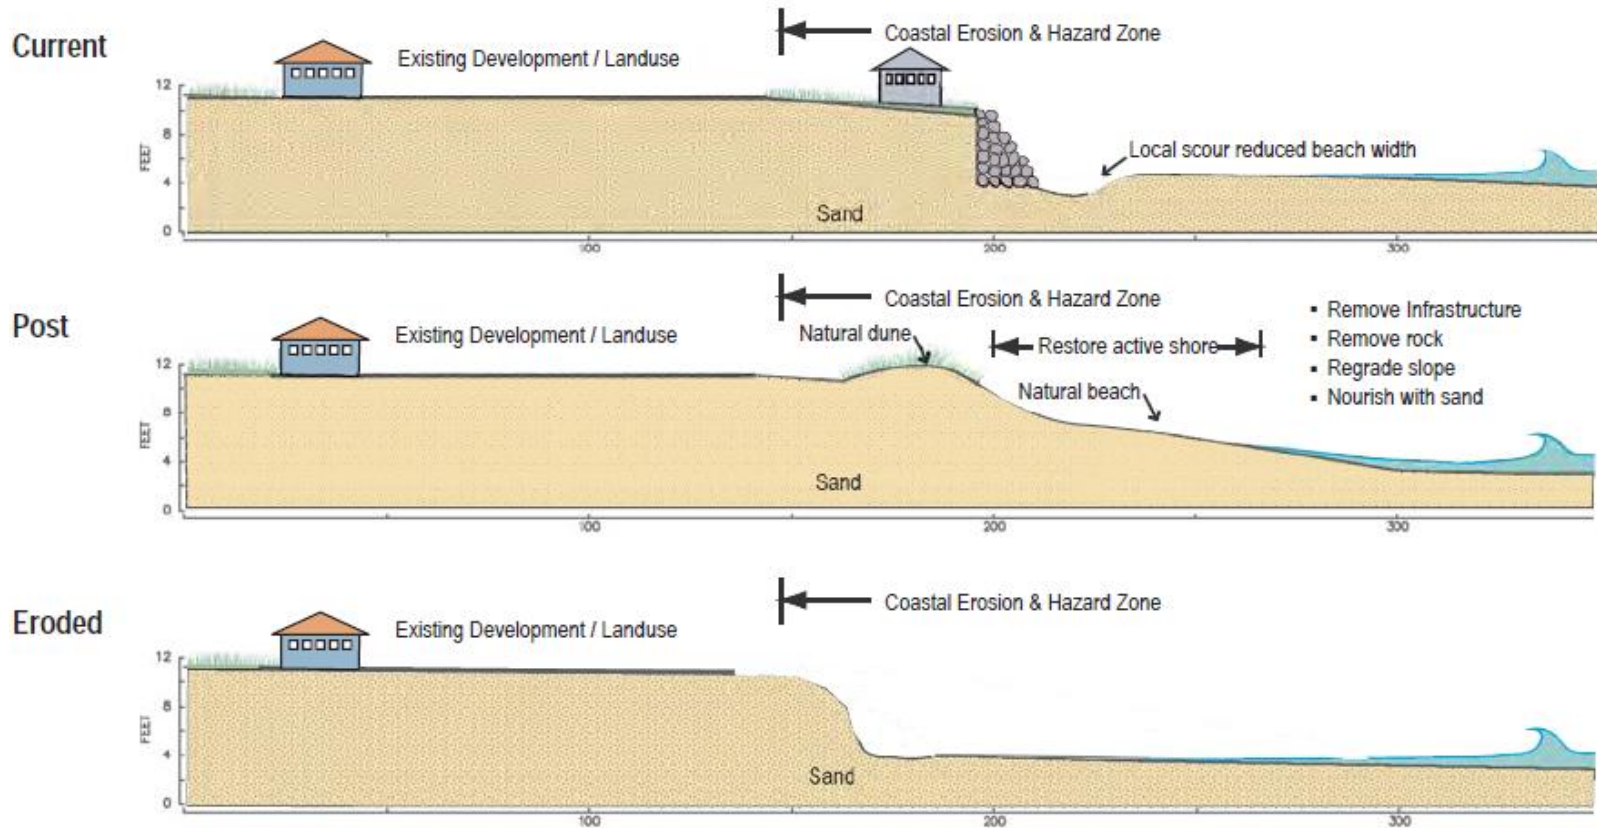 Current
Existing Development / Landuse
Coastal Erosion & Hazard Zone
Local scour reduced beach width
Sand
FEET
12
8
4
0
100
200
300
Post
Existing Development / Landuse
Coastal Erosion & Hazard Zone
Natural dune
Restore active shore
Natural beach
▪ Remove Infrastructure
▪ Remove rock
▪ Regrade slope
▪ Nourish with sand
Sand
FEET
12
8
4
0
100
200
300
Eroded
Existing Development / Landuse
Coastal Erosion & Hazard Zone
Sand
FEET
12
8
4
0
100
200
300